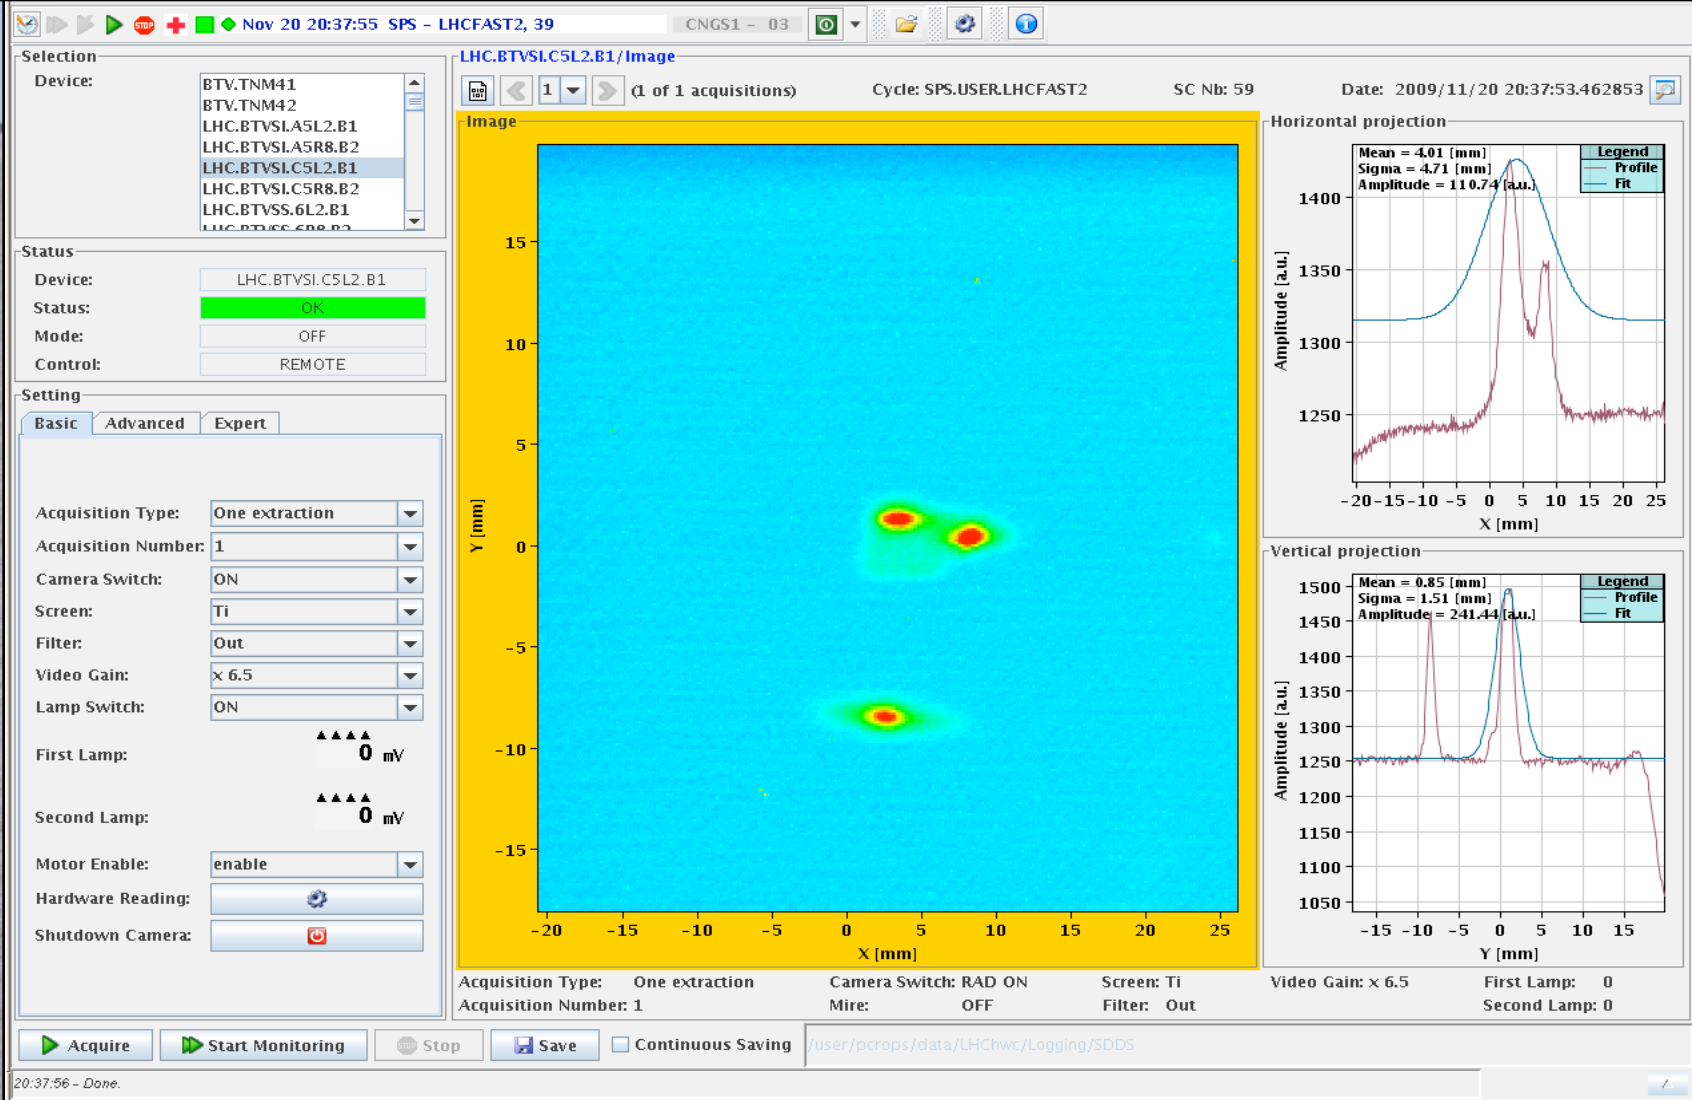 Nov 20 20:37:55 SPS - LHCFAST2, 39
CNGS1 - 03
Selection
Device:
BTV.TNM41
BTV.TNM42
LHC.BTVSI.A5L2.B1
LHC.BTVSI.A5R8.B2
LHC.BTVSI.C5L2.B1
LHC.BTVSI.C5R8.B2
LHC.BTVSS.6L2.B1
LHC.BTVSS.6R8.B2
Status
Device: LHC.BTVSI.C5L2.B1
Status: OK
Mode: OFF
Control: REMOTE
Setting
Basic Advanced Expert
Acquisition Type: One extraction
Acquisition Number: 1
Camera Switch: ON
Screen: Ti
Filter: Out
Video Gain: x 6.5
Lamp Switch: ON
First Lamp: 0 mV
Second Lamp: 0 mV
Motor Enable: enable
Hardware Reading:
Shutdown Camera:
LHC.BTVSI.C5L2.B1/Image
1 (1 of 1 acquisitions) Cycle: SPS.USER.LHCFAST2 SC Nb: 59 Date: 2009/11/20 20:37:53.462853
Image
15
10
5
0
-5
-10
-15
Y [mm]
-20 -15 -10 -5 0 5 10 15 20 25
X [mm]
Horizontal projection
Mean = 4.01 [mm]
Sigma = 4.71 [mm]
Amplitude = 110.74 [a.u.]
Legend
Profile
Fit
1400
1350
1300
1250
Amplitude [a.u.]
-20 -15 -10 -5 0 5 10 15 20 25
X [mm]
Vertical projection
Mean = 0.85 [mm]
Sigma = 1.51 [mm]
Amplitude = 241.44 [a.u.]
Legend
Profile
Fit
1500
1450
1400
1350
1300
1250
1200
1150
1100
1050
Amplitude [a.u.]
-15 -10 -5 0 5 10 15
Y [mm]
Acquisition Type: One extraction Camera Switch: RAD ON Screen: Ti Video Gain: x 6.5 First Lamp: 0
Acquisition Number: 1 Mire: OFF Filter: Out Second Lamp: 0
Acquire Start Monitoring Stop Save Continuous Saving /user/pcrops/data/LHChwc/Logging/SDDS
20:37:56 - Done.